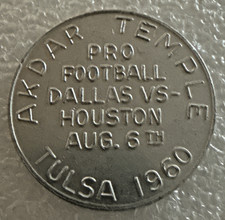 AKDAR TEMPLE
PRO
FOOTBALL
DALLAS VS-
HOUSTON
AUG. 6TH
TULSA 1960